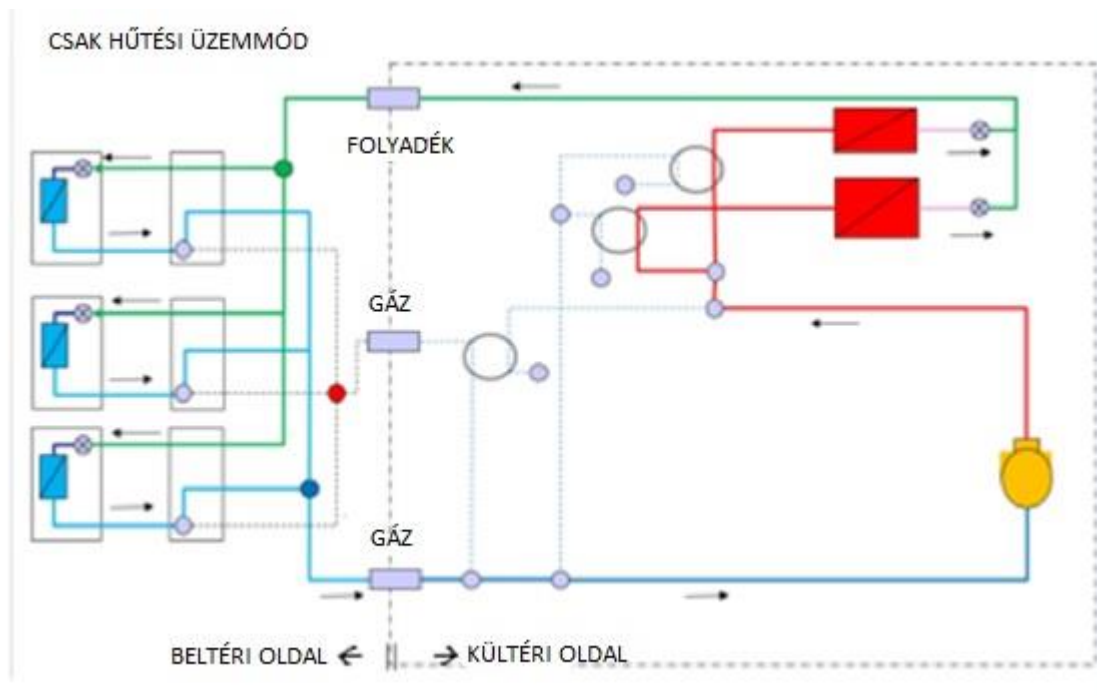 CSAK HŰTÉSI ÜZEMMÓD
FOLYADÉK
GÁZ
GÁZ
BELTÉRI OLDAL
KÜLTÉRI OLDAL